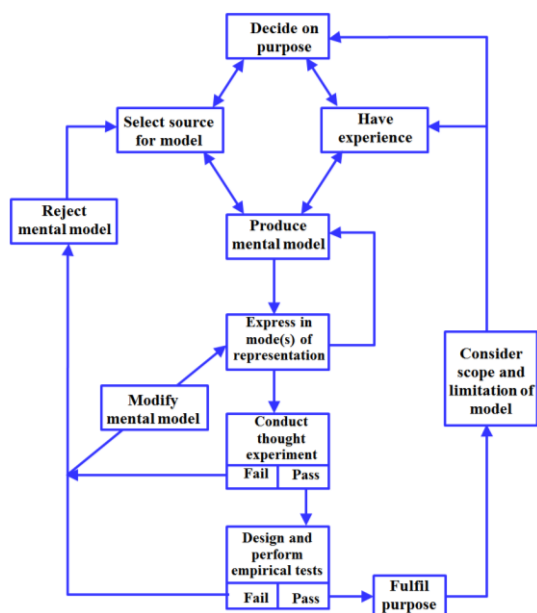 Decide on
purpose
Select source
for model
Have
experience
Reject
mental model
Produce
mental model
Express in
mode(s) of
representation
Consider
scope and
limitation of
model
Modify
mental model
Conduct
thought
experiment
Fail
Pass
Design and
perform
empirical tests
Fail
Pass
Fulfil
purpose